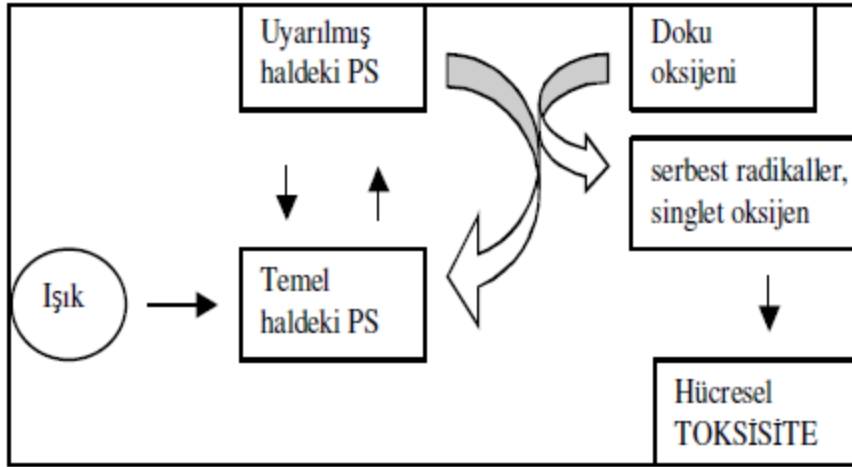 Uyarılmış
haldeki PS
Doku
oksijeni
serbest radikaller,
singlet oksijen
Işık
Temel
haldeki PS
Hücresel
TOKSİSİTE